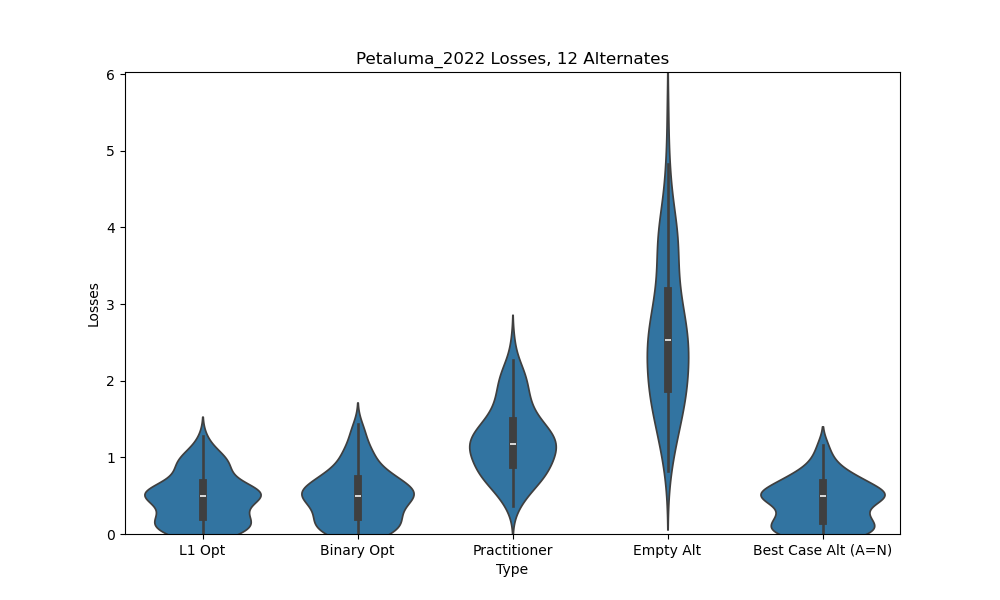 Petaluma_2022 Losses, 12 Alternates
6
5
4
3
2
1
0
Losses
L1 Opt
Binary Opt
Practitioner
Empty Alt
Best Case Alt (A=N)
Type